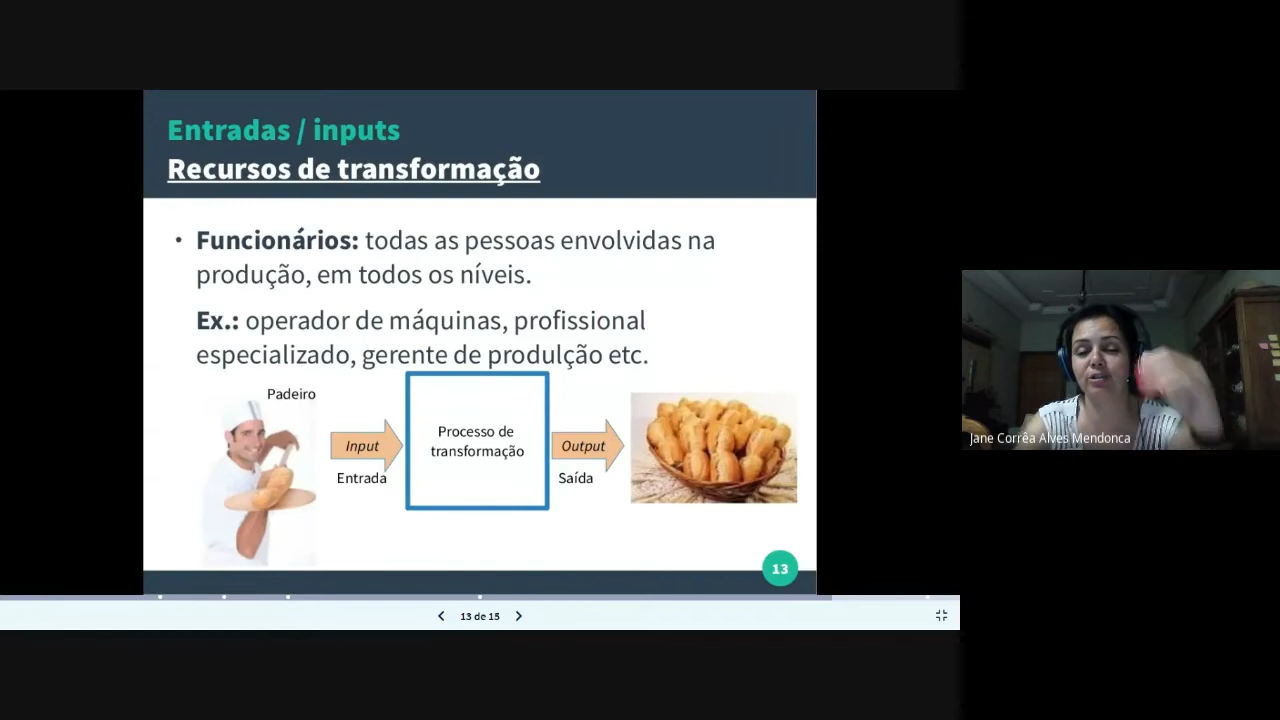 Entradas / inputs
Recursos de transformação
• Funcionários: todas as pessoas envolvidas na
produção, em todos os níveis.
Ex.: operador de máquinas, profissional
especializado, gerente de produlção etc.
Padeiro
Input
Entrada
Processo de
transformação
Output
Saída
13
13 de 15
Jane Corrêa Alves Mendonca